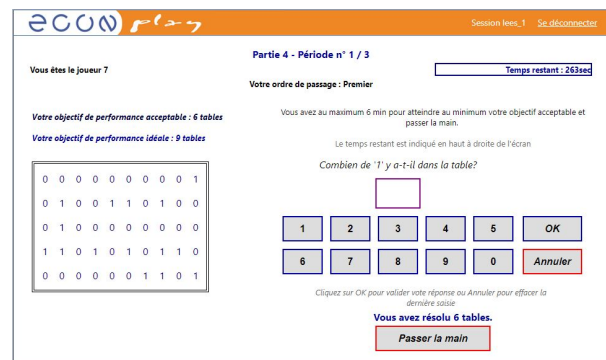 econ play
Session lees_1 Se déconnecter
Partie 4 - Période n° 1 / 3
Vous êtes le joueur 7
Temps restant : 263sec
Votre ordre de passage : Premier
Votre objectif de performance acceptable : 6 tables
Votre objectif de performance idéale : 9 tables
Vous avez au maximum 6 min pour atteindre au minimum votre objectif acceptable et
passer la main.
Le temps restant est indiqué en haut à droite de l'écran
Combien de '1' y a-t-il dans la table?
0 0 0 0 0 0 0 0 0 1
0 1 0 0 1 1 0 1 0 0
0 1 0 0 0 0 0 0 0 0
1 1 0 1 0 1 0 1 1 0
0 0 0 0 0 0 1 1 0 1
1 2 3 4 5 OK
6 7 8 9 0 Annuler
Cliquez sur OK pour valider vote réponse ou Annuler pour effacer la
dernière saisie
Vous avez résolu 6 tables.
Passer la main